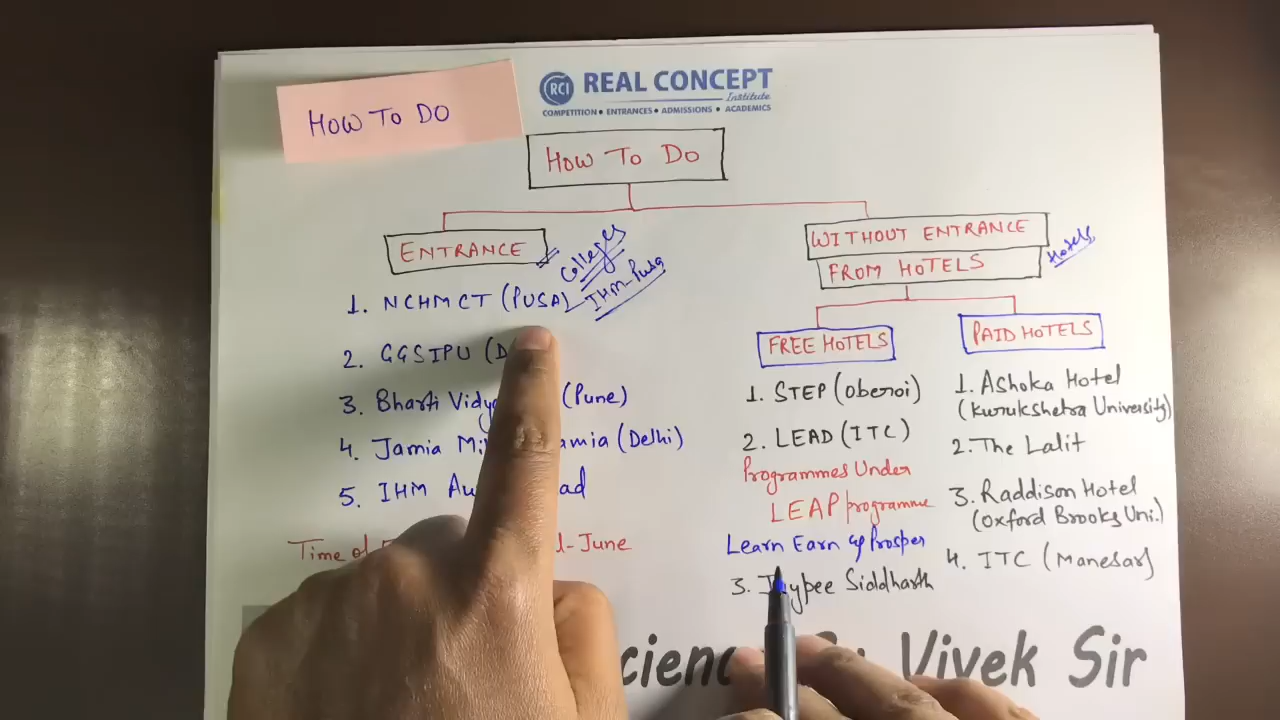 HOW TO DO
RCI REAL CONCEPT
Institute
COMPETITION • ENTRANCES • ADMISSIONS • ACADEMICS
HOW TO DO
ENTRANCE
Colleges
IHM-Pusa
1. NCHMCT (PUSA)
2. GGSIPU (D
3. Bharti Vidya (Pune)
4. Jamia Mi amia (Delhi)
5. IHM Au ad
Time of -June
WITHOUT ENTRANCE
FROM HOTELS
Hotels
FREE HOTELS
1. STEP (Oberoi)
2. LEAD (ITC)
Programmes Under
LEAP programme
Learn Earn & Prosper
3. Jaypee Siddharth
PAID HOTELS
1. Ashoka Hotel
(Kurukshetra University)
2. The Lalit
3. Raddison Hotel
(Oxford Brooks Uni.)
4. ITC (Manesar)
cienc By Vivek Sir